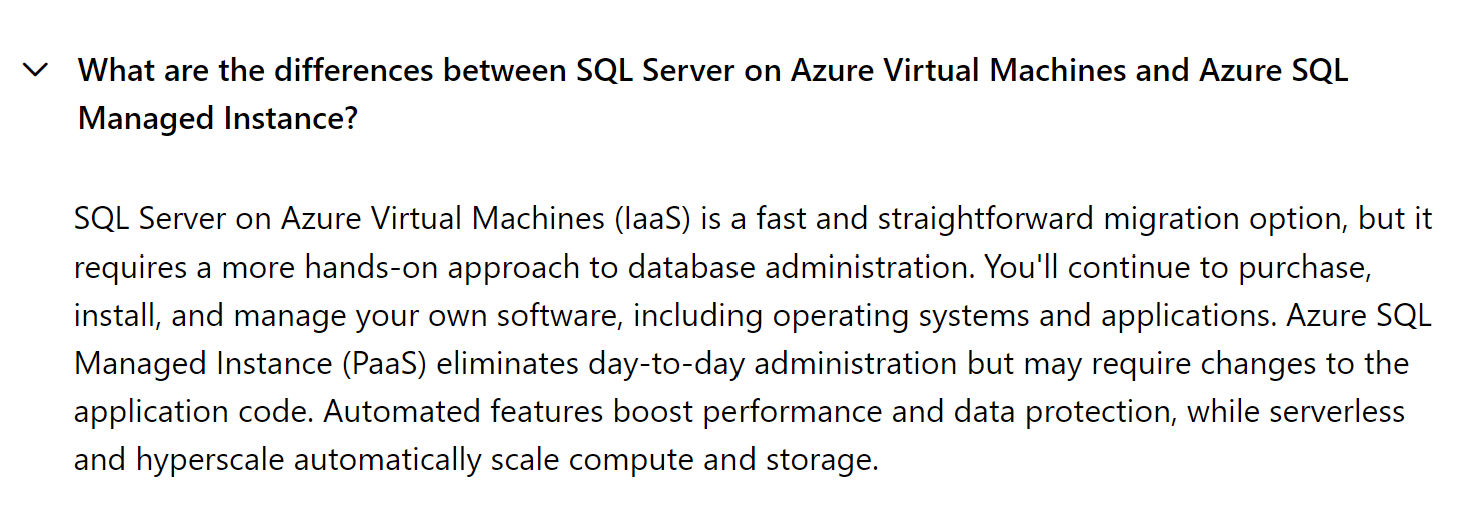 What are the differences between SQL Server on Azure Virtual Machines and Azure SQL
Managed Instance?
SQL Server on Azure Virtual Machines (IaaS) is a fast and straightforward migration option, but it
requires a more hands-on approach to database administration. You'll continue to purchase,
install, and manage your own software, including operating systems and applications. Azure SQL
Managed Instance (PaaS) eliminates day-to-day administration but may require changes to the
application code. Automated features boost performance and data protection, while serverless
and hyperscale automatically scale compute and storage.